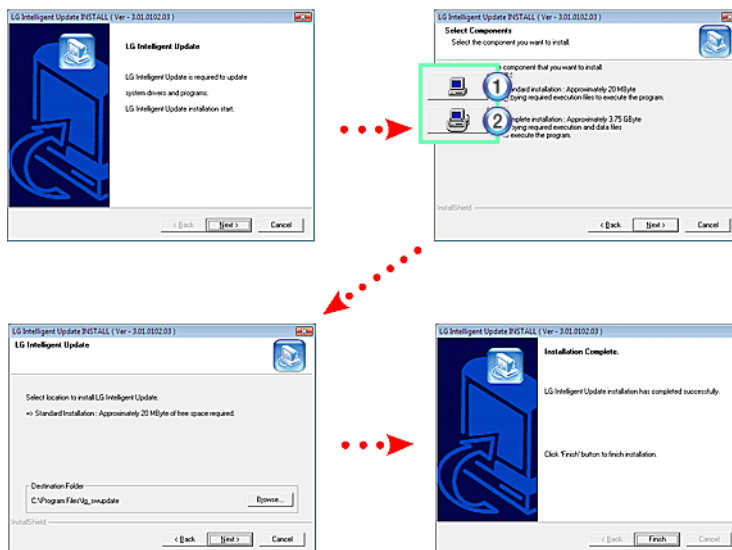 LG Intelligent Update INSTALL ( Ver - 3.01.0102.03 )
LG Intelligent Update
LG Intelligent Update is required to update
system drivers and programs.
LG Intelligent Update installation start.
< Back
Next >
Cancel
LG Intelligent Update INSTALL ( Ver - 3.01.0102.03 )
Select Components
Select the component you want to install.
component that you want to install.
1
ndard installation : Approximately 20 MByte
pying required execution files to execute the program.
2
mplete installation : Approximately 3.75 GByte
pying required execution and data files
execute the program.
InstallShield
< Back
Next >
Cancel
LG Intelligent Update INSTALL ( Ver - 3.01.0102.03 )
LG Intelligent Update
Select location to install LG Intelligent Update.
=> Standard Installation : Approximately 20 MByte of free space required.
Destination Folder
C:\Program Files\lg_swupdate
Browse...
InstallShield
< Back
Next >
Cancel
LG Intelligent Update INSTALL ( Ver - 3.01.0102.03 )
Installation Complete.
LG Intelligent Update installation has completed successfully.
Click 'Finish' button to finish installation.
< Back
Finish
Cancel